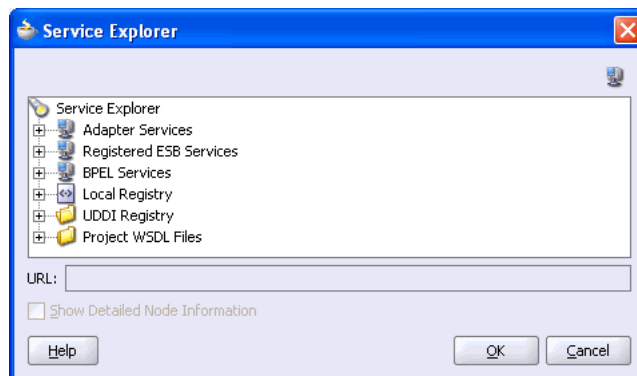 Service Explorer
Service Explorer
Adapter Services
Registered ESB Services
BPEL Services
Local Registry
UDDI Registry
Project WSDL Files
URL:
Show Detailed Node Information
Help OK Cancel